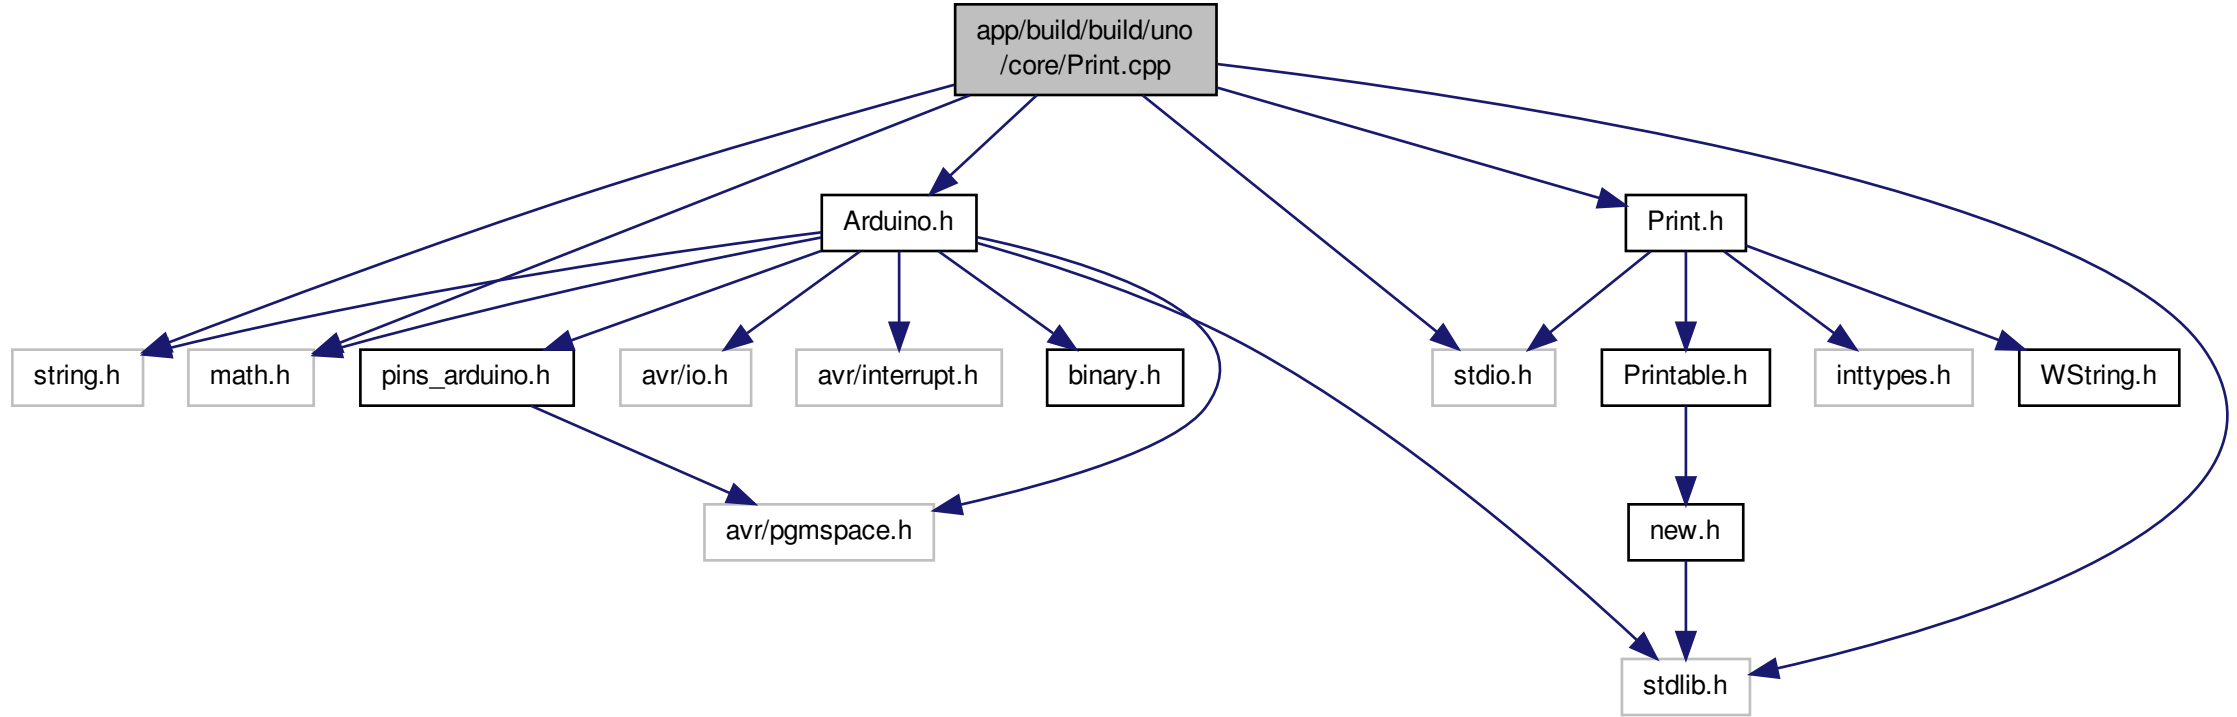 app/build/build/uno
/core/Print.cpp
Arduino.h
Print.h
string.h
math.h
pins_arduino.h
avr/io.h
avr/interrupt.h
binary.h
stdio.h
Printable.h
inttypes.h
WString.h
avr/pgmspace.h
new.h
stdlib.h